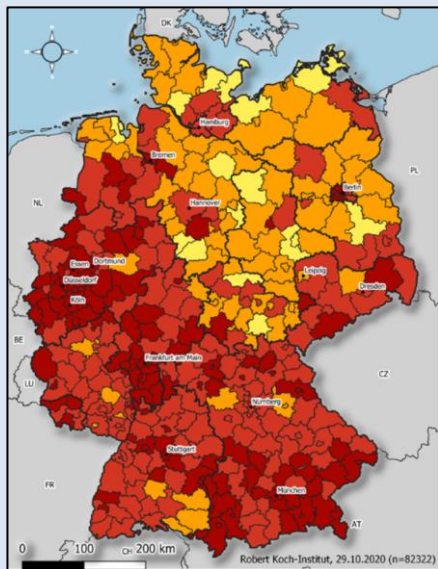 DK
Hamburg
Bremen
Berlin
PL
Hannover
NL
Essen
Dortmund
Düsseldorf
Köln
Leipzig
Dresden
BE
Frankfurt am Main
LU
CZ
Nürnberg
Stuttgart
FR
München
CH
AT
0 100 200 km
Robert Koch-Institut, 29.10.2020 (n=82322)